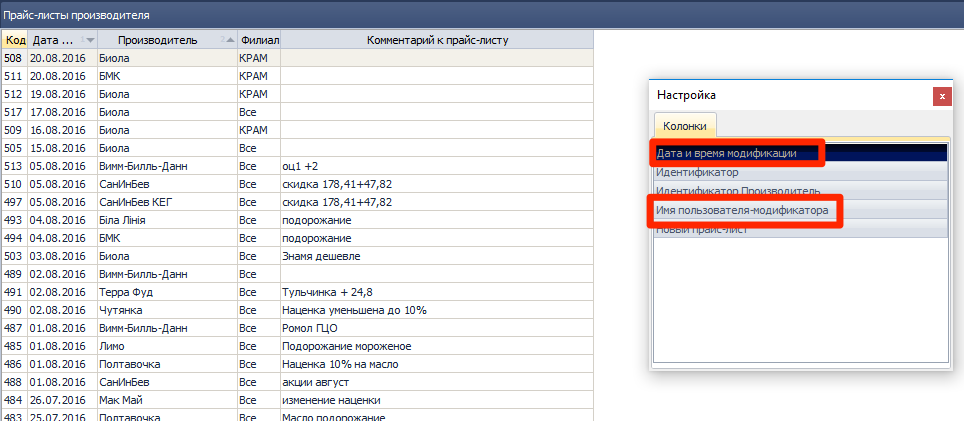 Прайс-листы производителя
Код Дата ... Производитель Филиал Комментарий к прайс-листу
508 20.08.2016 Биола КРАМ
511 20.08.2016 БМК КРАМ
512 19.08.2016 Биола КРАМ
517 17.08.2016 Биола Все
509 16.08.2016 Биола КРАМ
505 15.08.2016 Биола Все
513 05.08.2016 Вимм-Билль-Данн Все оц1 +2
510 05.08.2016 СанИнБев Все скидка 178,41+47,82
497 05.08.2016 СанИнБев КЕГ Все скидка 178,41+47,82
493 04.08.2016 Біла Лінія Все подорожание
494 04.08.2016 БМК Все подорожание
503 03.08.2016 Биола Все Знамя дешевле
489 02.08.2016 Вимм-Билль-Данн Все
491 02.08.2016 Терра Фуд Все Тульчинка + 24,8
490 02.08.2016 Чутянка Все Наценка уменьшена до 10%
487 01.08.2016 Вимм-Билль-Данн Все Ромол ГЦО
485 01.08.2016 Лимо Все Подорожание мороженое
486 01.08.2016 Полтавочка Все Наценка 10% на масло
488 01.08.2016 СанИнБев Все акции август
484 26.07.2016 Мак Май Все изменение наценки
483 25.07.2016 Полтавочка Все Масло подорожание
Настройка
x
Колонки
Дата и время модификации
Идентификатор
Идентификатор Производитель
Имя пользователя-модификатора
Новый прайс-лист